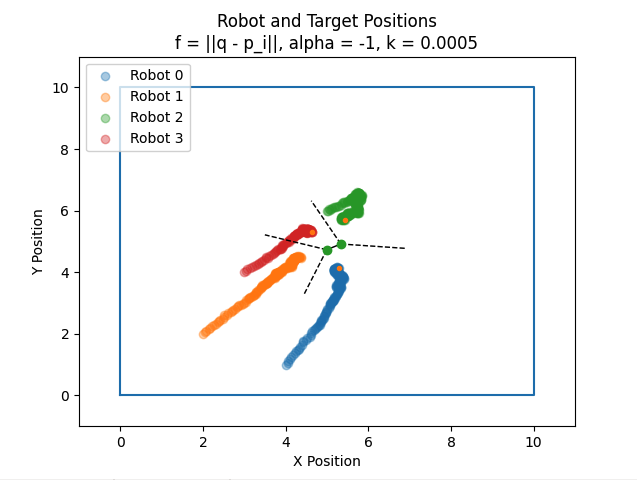 Robot and Target Positions
f = ||q - p_i||, alpha = -1, k = 0.0005
Robot 0
Robot 1
Robot 2
Robot 3
10
8
6
4
2
0
Y Position
0 2 4 6 8 10
X Position